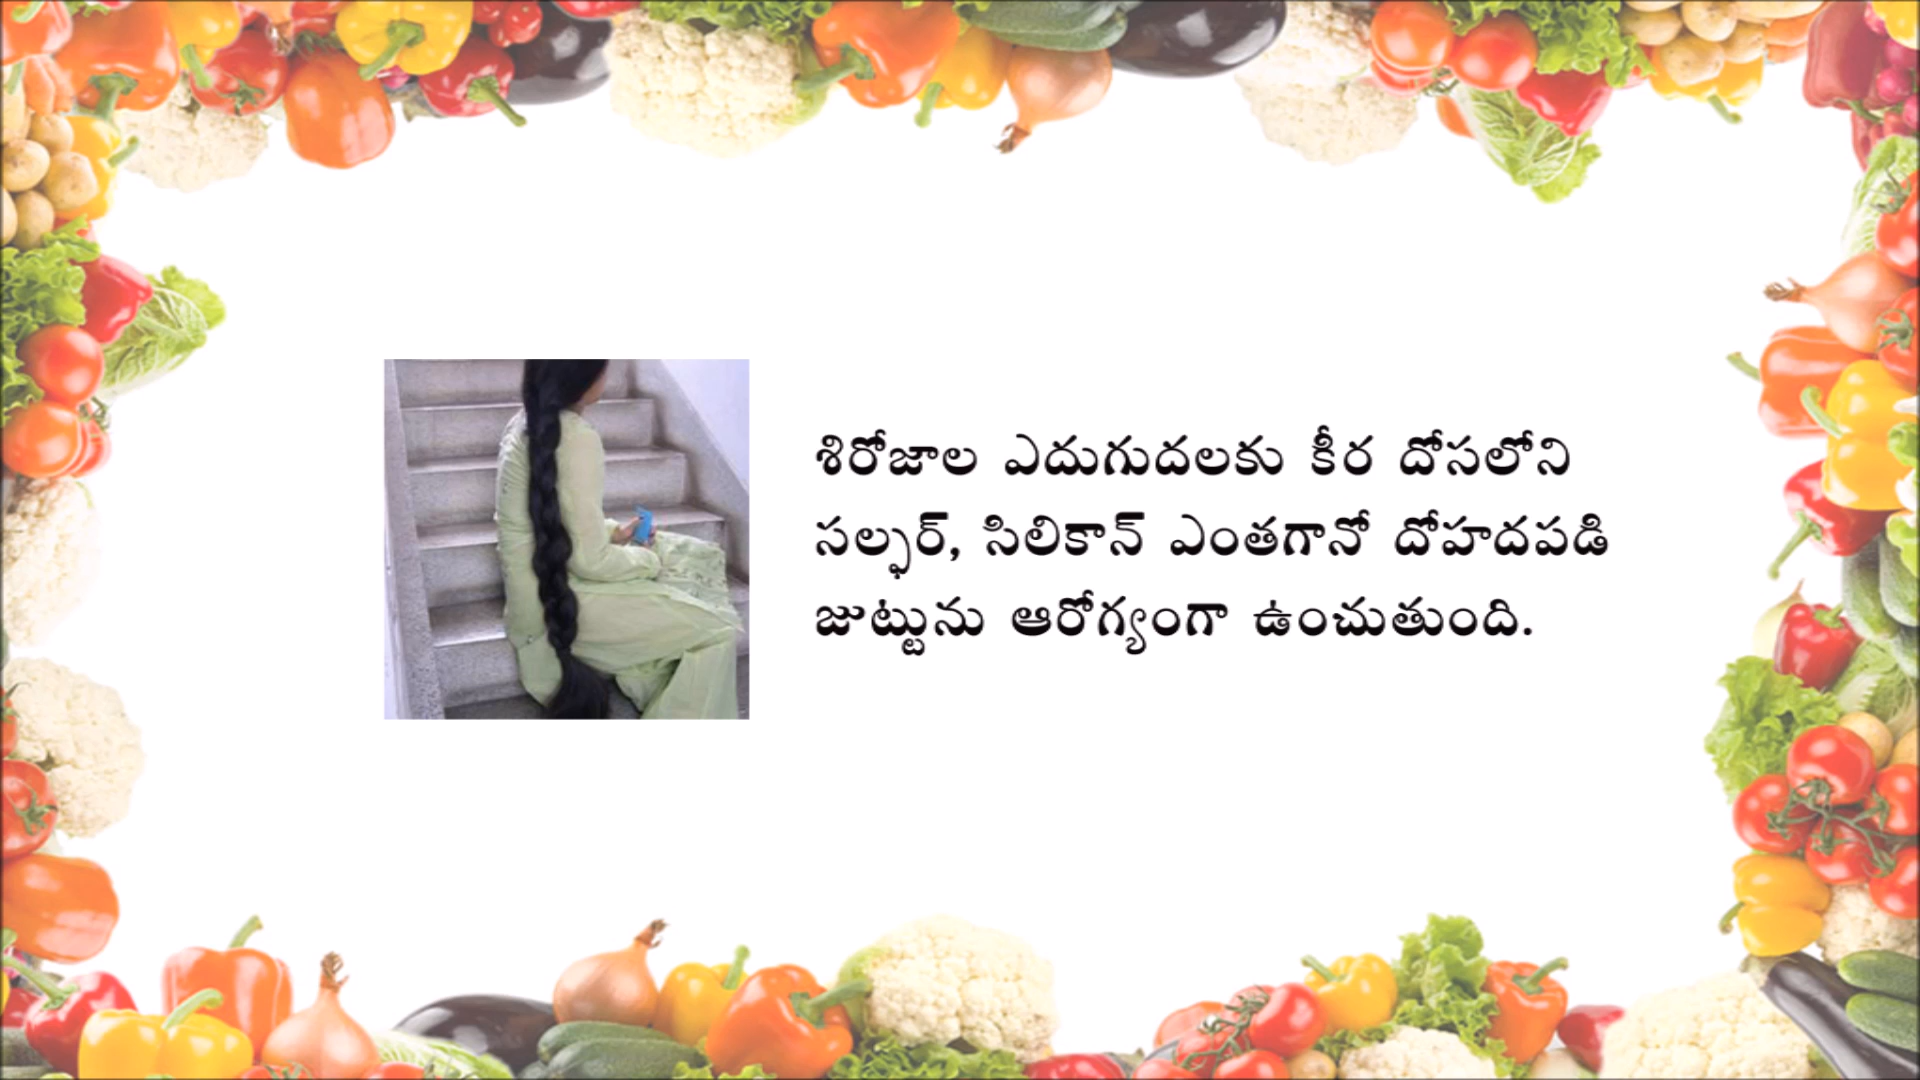 శిరోజాల ఎదుగుదలకు కీర దోసలోని
సల్ఫర్, సిలికాన్ ఎంతగానో దోహదపడి
జుట్టును ఆరోగ్యంగా ఉంచుతుంది.